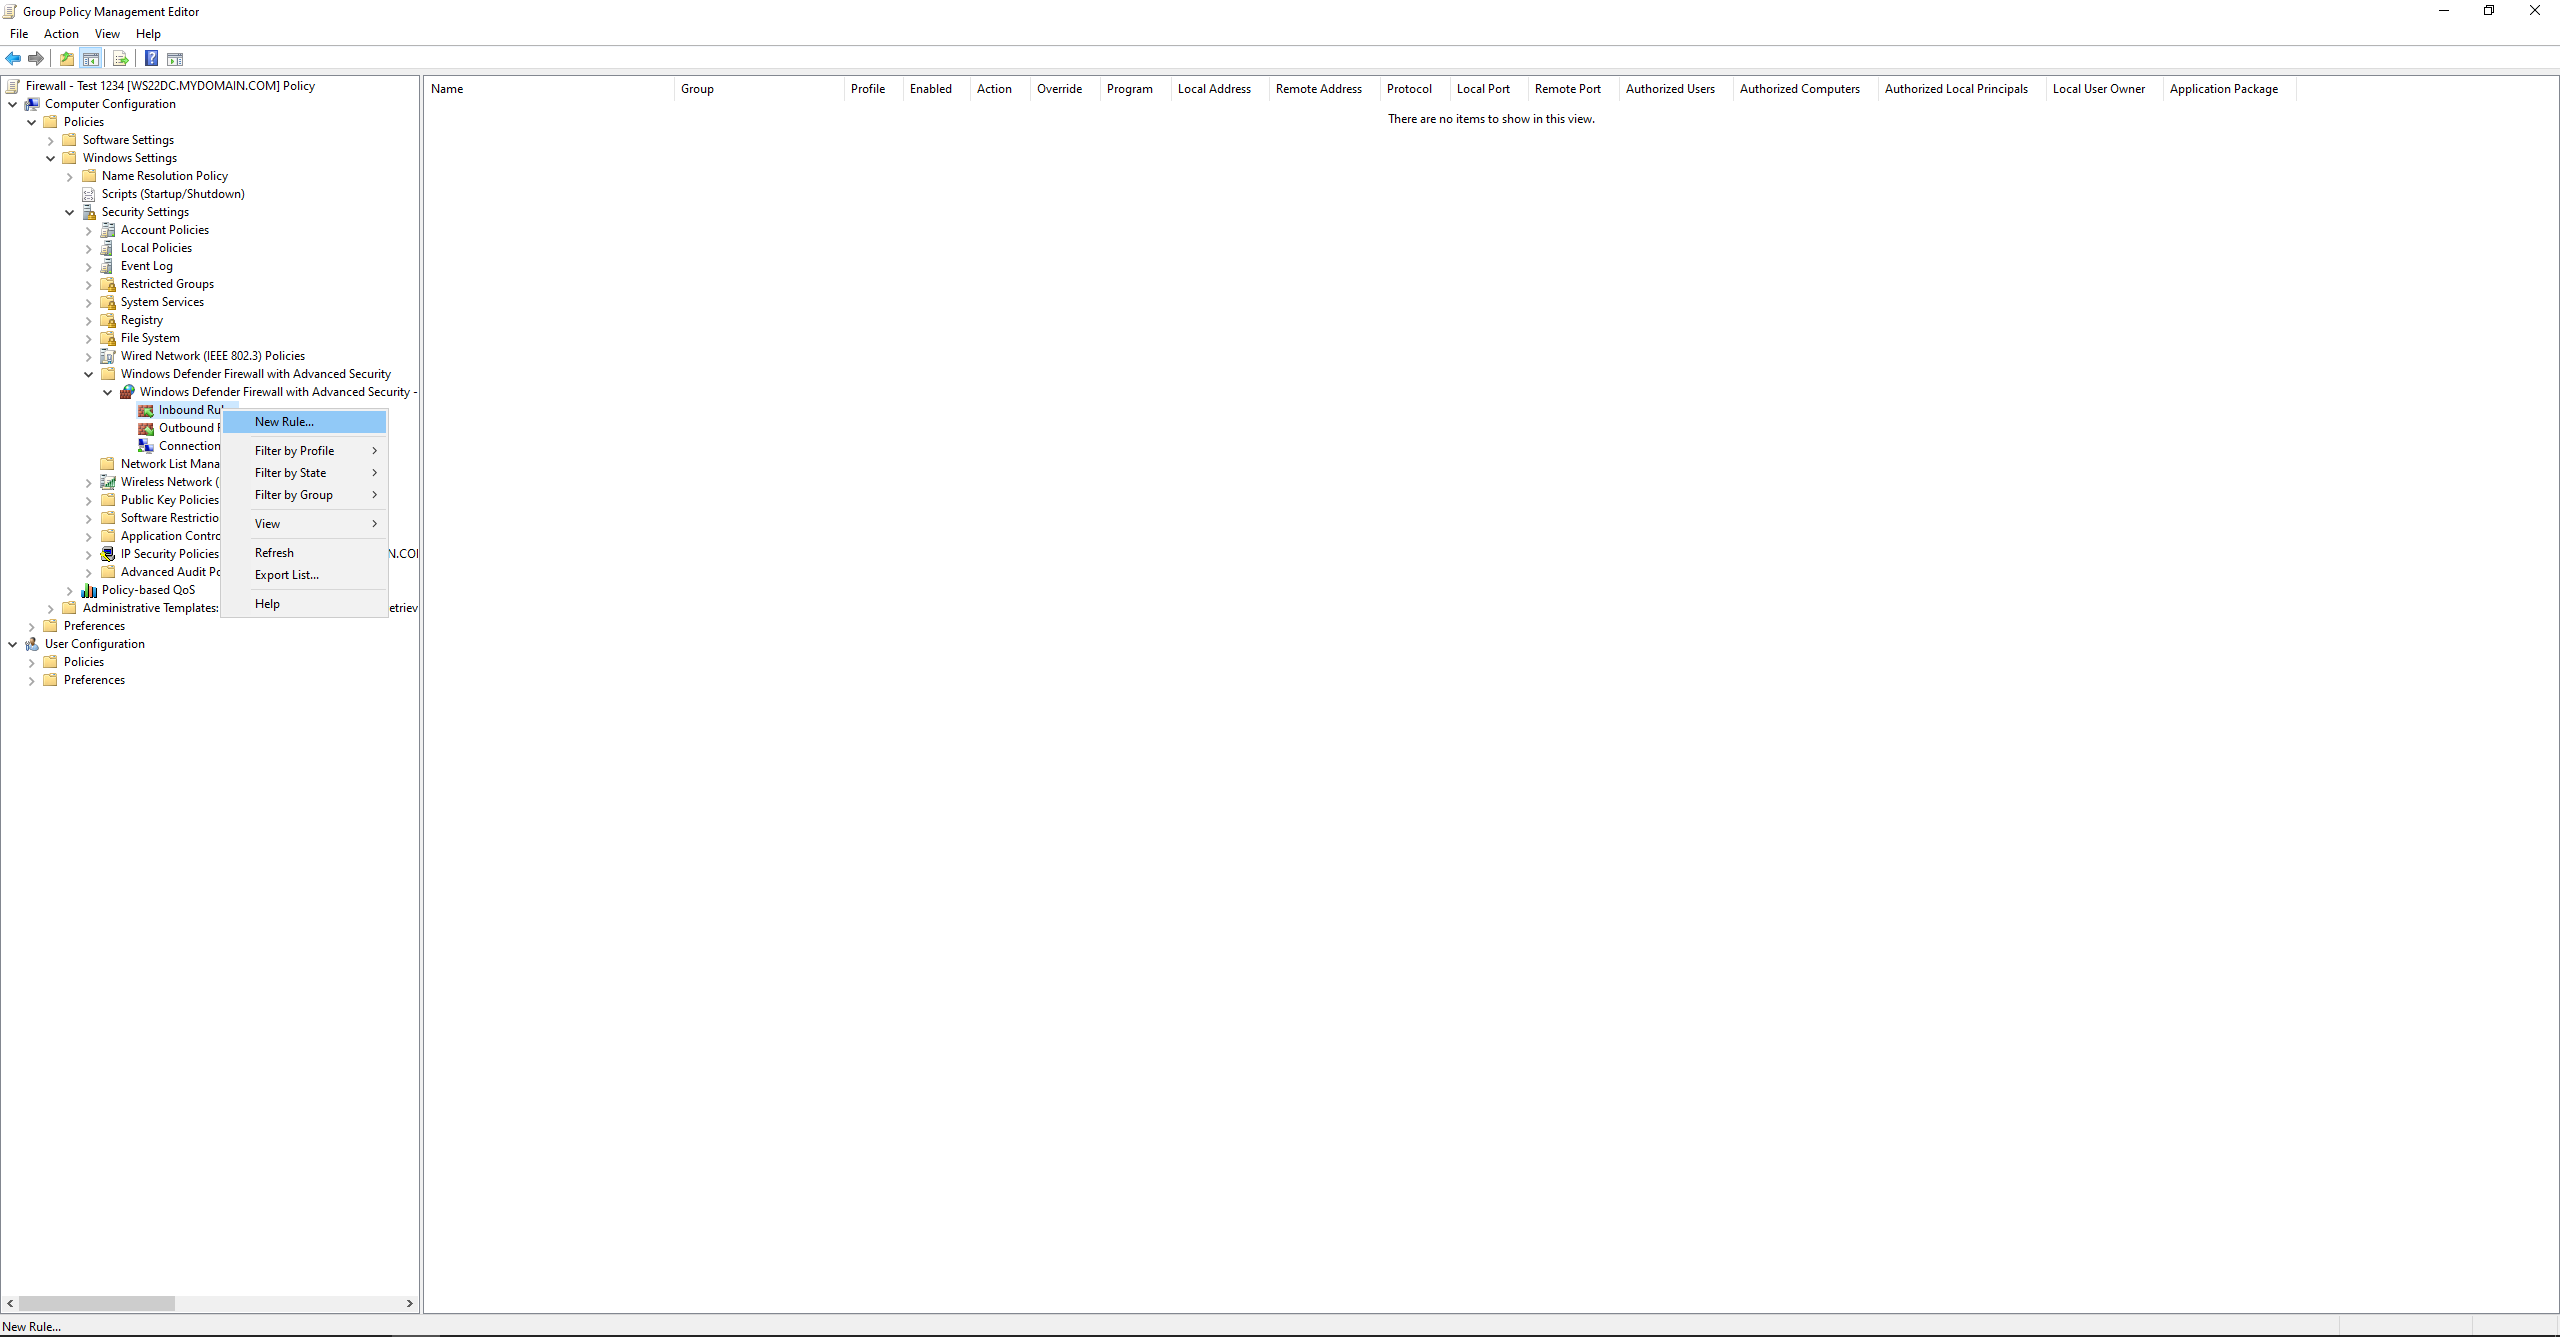 Group Policy Management Editor
File Action View Help
Firewall - Test 1234 [WS22DC.MYDOMAIN.COM] Policy
Computer Configuration
Policies
Software Settings
Windows Settings
Name Resolution Policy
Scripts (Startup/Shutdown)
Security Settings
Account Policies
Local Policies
Event Log
Restricted Groups
System Services
Registry
File System
Wired Network (IEEE 802.3) Policies
Windows Defender Firewall with Advanced Security
Windows Defender Firewall with Advanced Security -
Inbound Ru
Outbound
Connection
Network List Mana
Wireless Network (
Public Key Policies
Software Restrictio
Application Contro
IP Security Policies N.CO
Advanced Audit Po
Policy-based QoS
Administrative Templates: etriev
Preferences
User Configuration
Policies
Preferences
New Rule...
Filter by Profile
Filter by State
Filter by Group
View
Refresh
Export List...
Help
Name Group Profile Enabled Action Override Program Local Address Remote Address Protocol Local Port Remote Port Authorized Users Authorized Computers Authorized Local Principals Local User Owner Application Package
There are no items to show in this view.
New Rule...